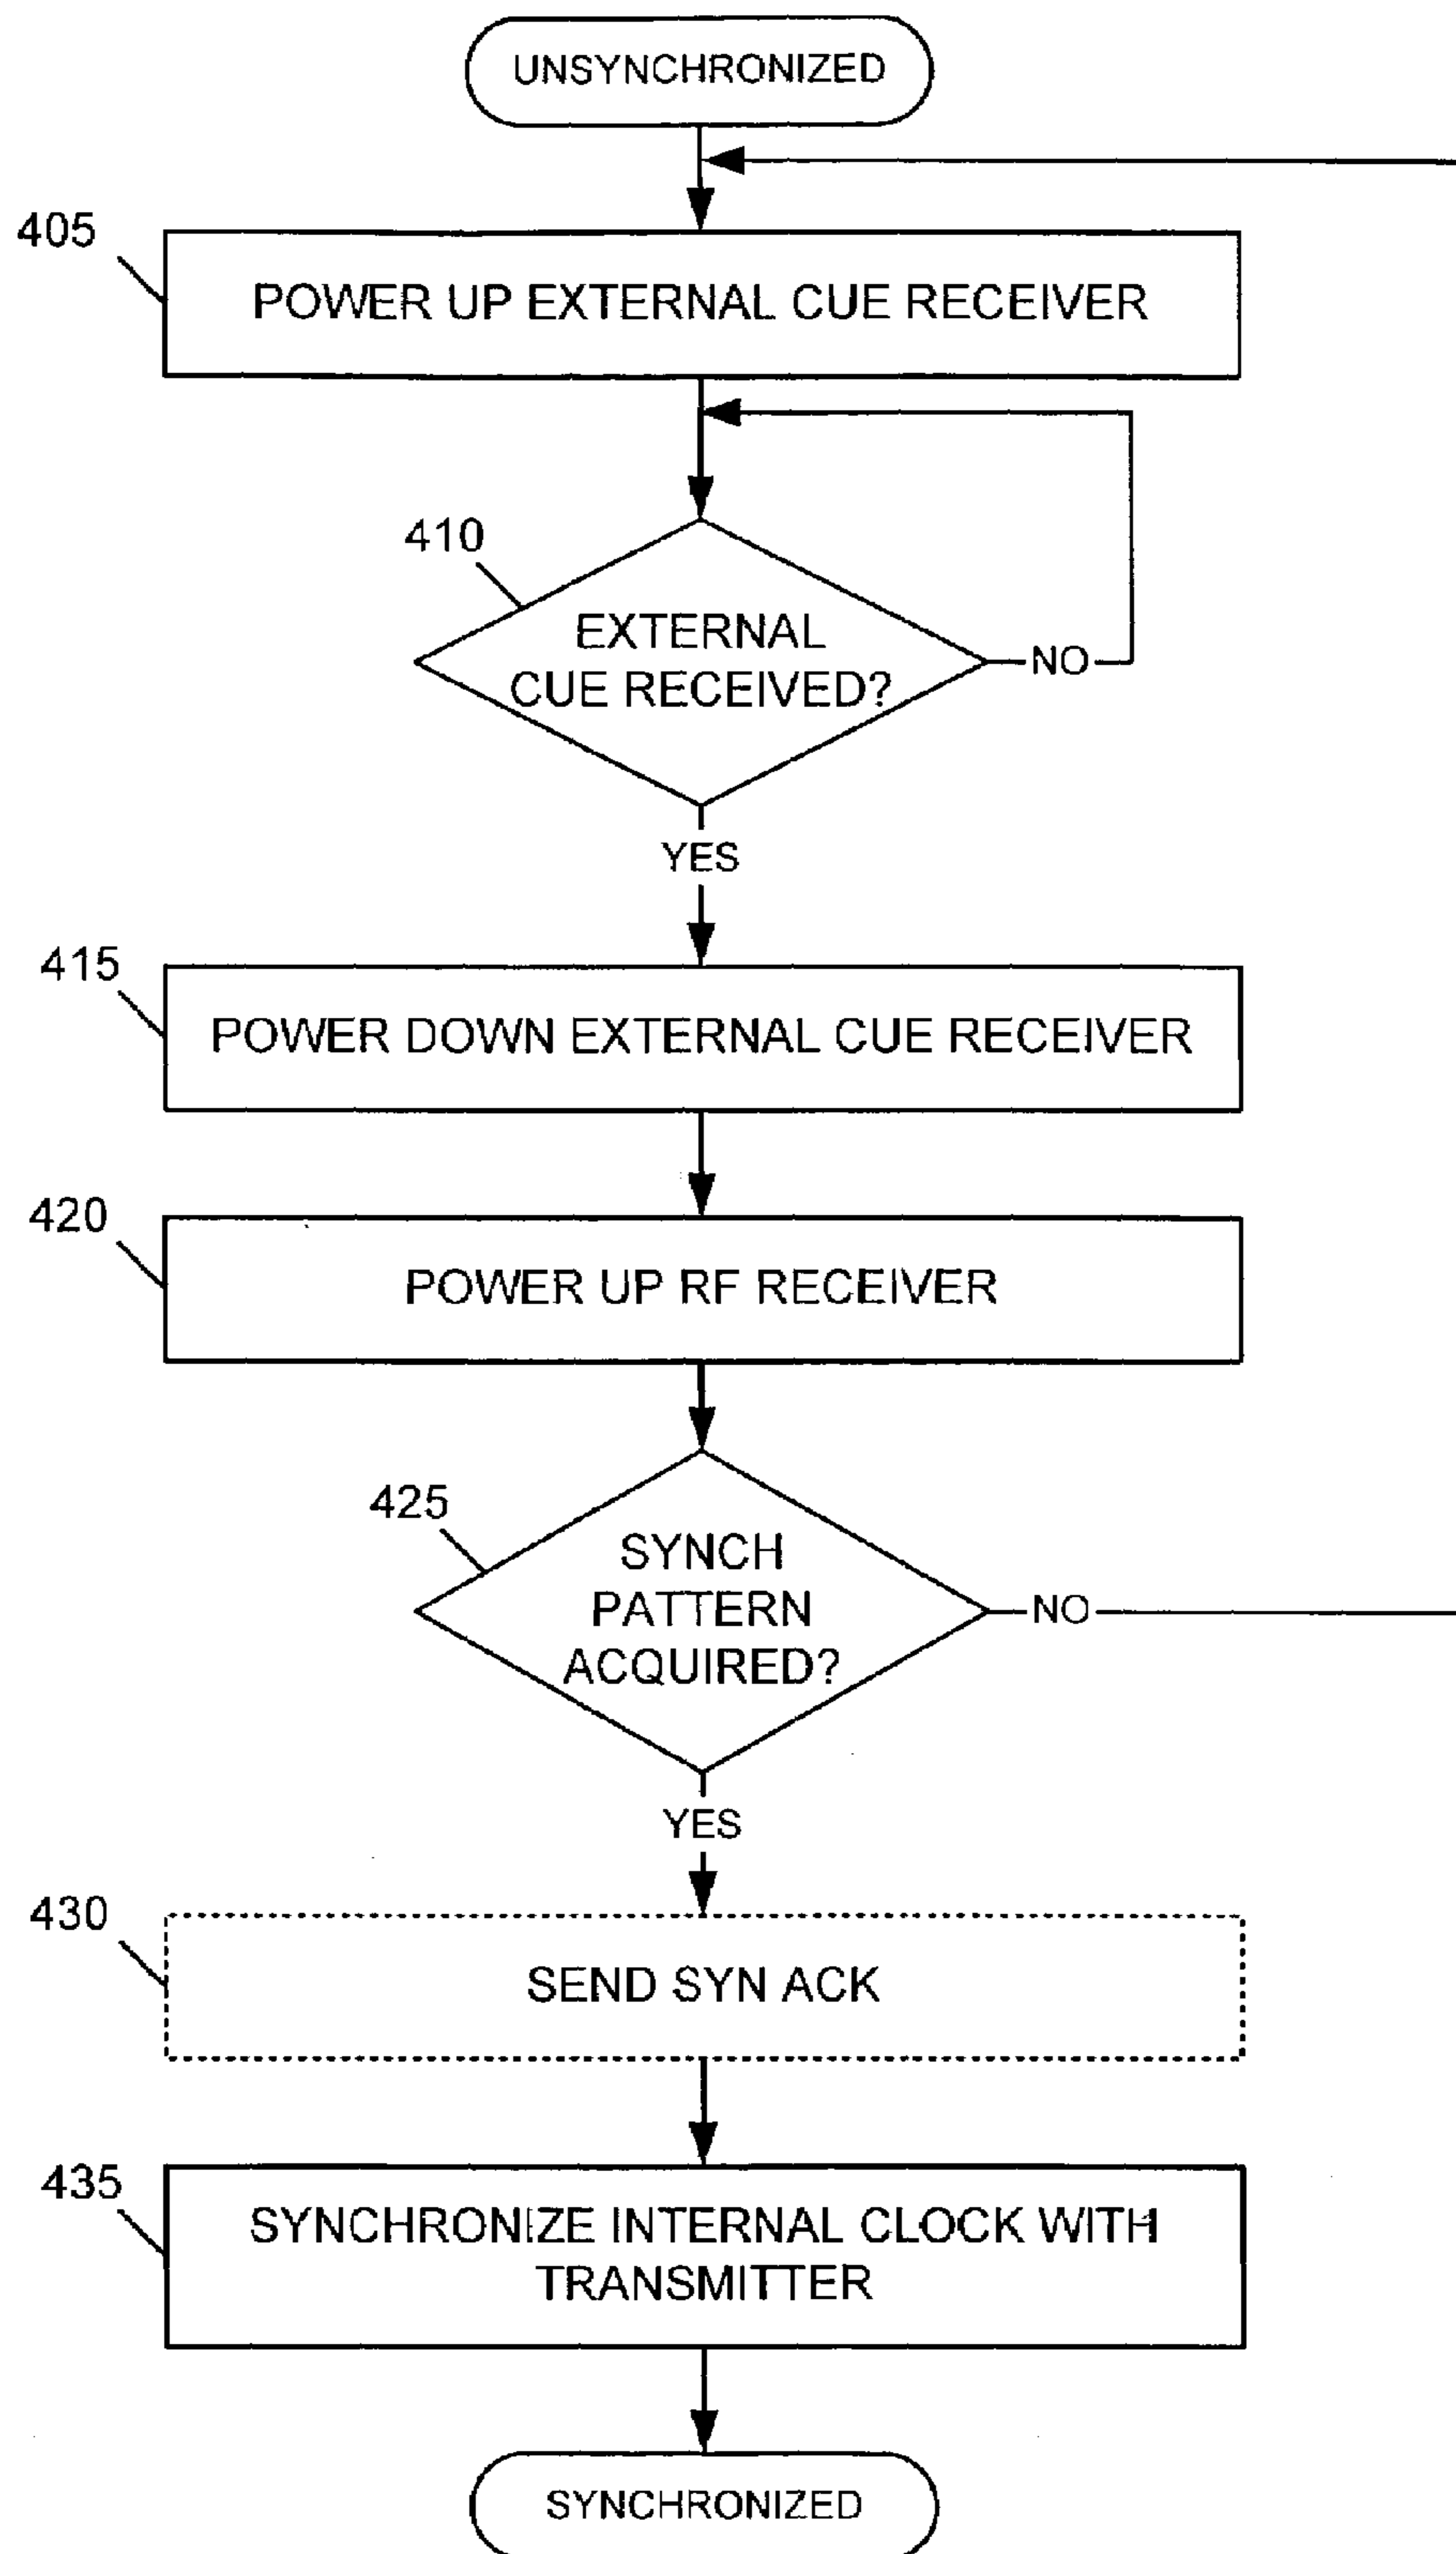 UNSYNCHRONIZED
405
POWER UP EXTERNAL CUE RECEIVER
410
EXTERNAL
CUE RECEIVED?
NO
YES
415
POWER DOWN EXTERNAL CUE RECEIVER
420
POWER UP RF RECEIVER
425
SYNCH
PATTERN
ACQUIRED?
NO
YES
430
SEND SYN ACK
435
SYNCHRONIZE INTERNAL CLOCK WITH
TRANSMITTER
SYNCHRONIZED